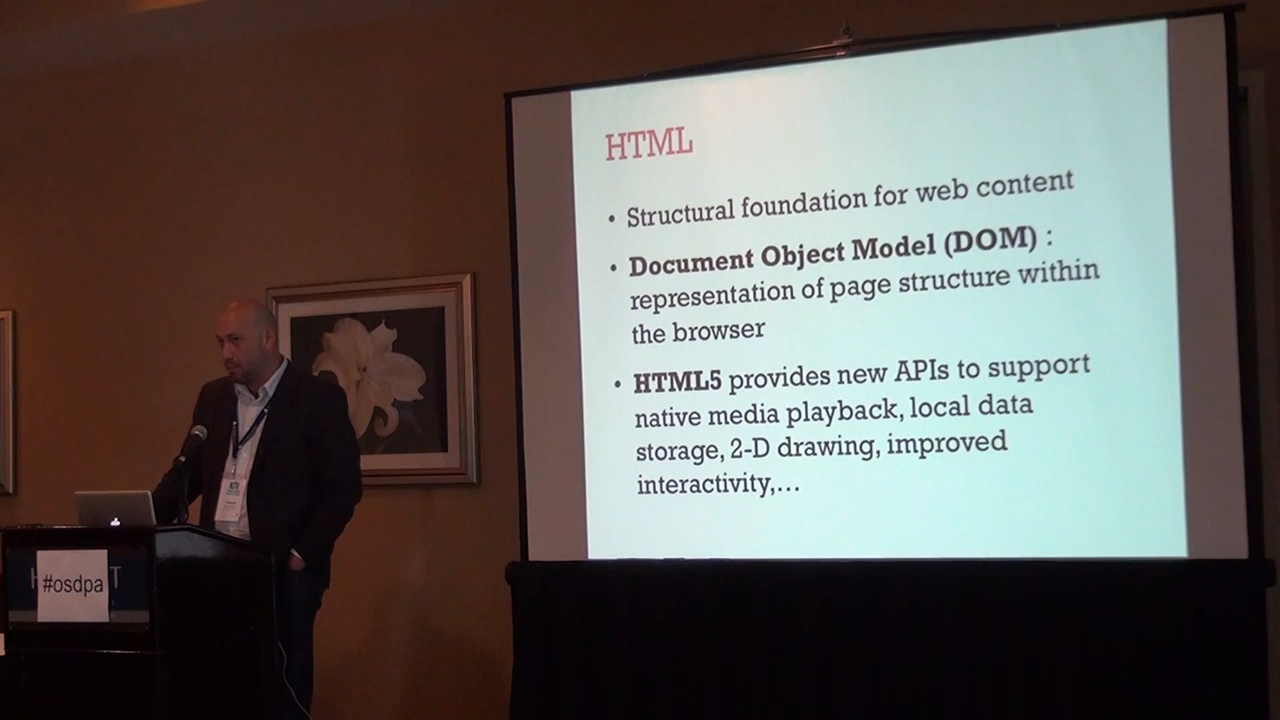 HTML
• Structural foundation for web content
• Document Object Model (DOM) :
representation of page structure within
the browser
• HTML5 provides new APIs to support
native media playback, local data
storage, 2-D drawing, improved
interactivity,…
#osdpa